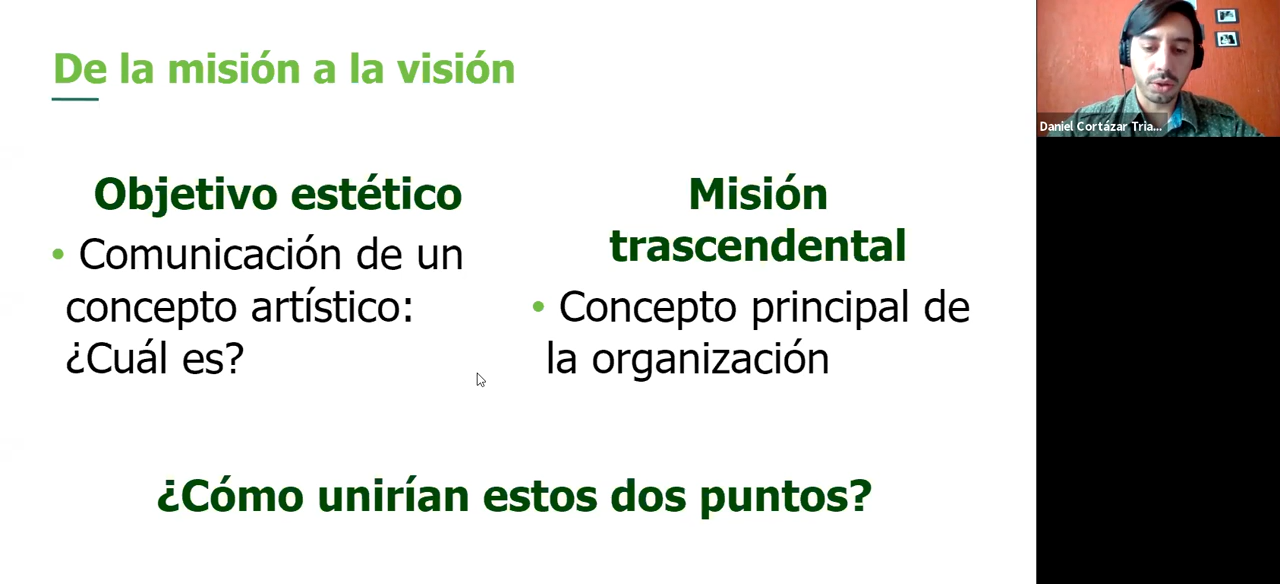 De la misión a la visión
Objetivo estético
• Comunicación de un
concepto artístico:
¿Cuál es?
Misión
trascendental
• Concepto principal de
la organización
¿Cómo unirían estos dos puntos?
Daniel Cortázar Tria...